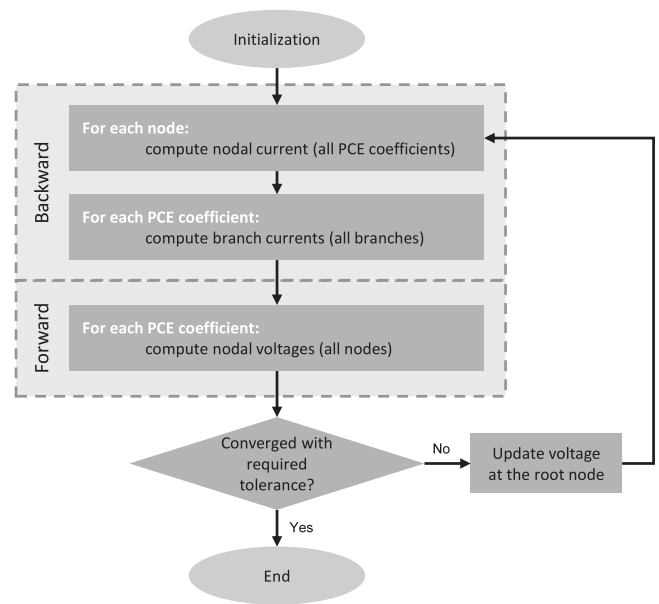 Initialization
Backward
For each node:
compute nodal current (all PCE coefficients)
For each PCE coefficient:
compute branch currents (all branches)
Forward
For each PCE coefficient:
compute nodal voltages (all nodes)
Converged with
required
tolerance?
No
Update voltage
at the root node
Yes
End